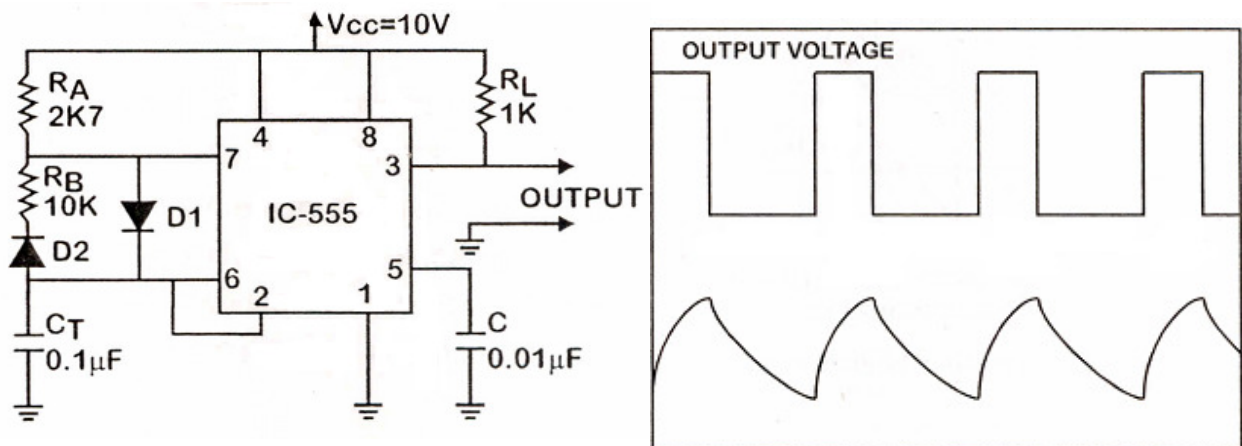 Vcc=10V
RA
2K7
RL
1K
4
8
7
3
RB
10K
D1
IC-555
OUTPUT
D2
6
5
2
1
CT
0.1µF
C
0.01µF
OUTPUT VOLTAGE